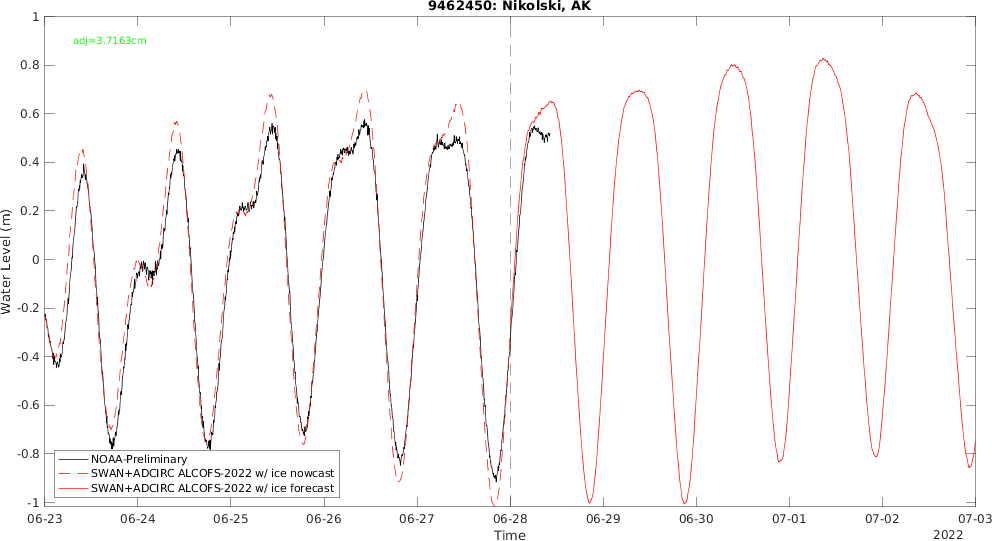 9462450: Nikolski, AK
adj=3.7163cm
Water Level (m)
1
0.8
0.6
0.4
0.2
0
-0.2
-0.4
-0.6
-0.8
-1
NOAA-Preliminary
SWAN+ADCIRC ALCOFS-2022 w/ ice nowcast
SWAN+ADCIRC ALCOFS-2022 w/ ice forecast
06-23 06-24 06-25 06-26 06-27 06-28 06-29 06-30 07-01 07-02 07-03
Time
2022